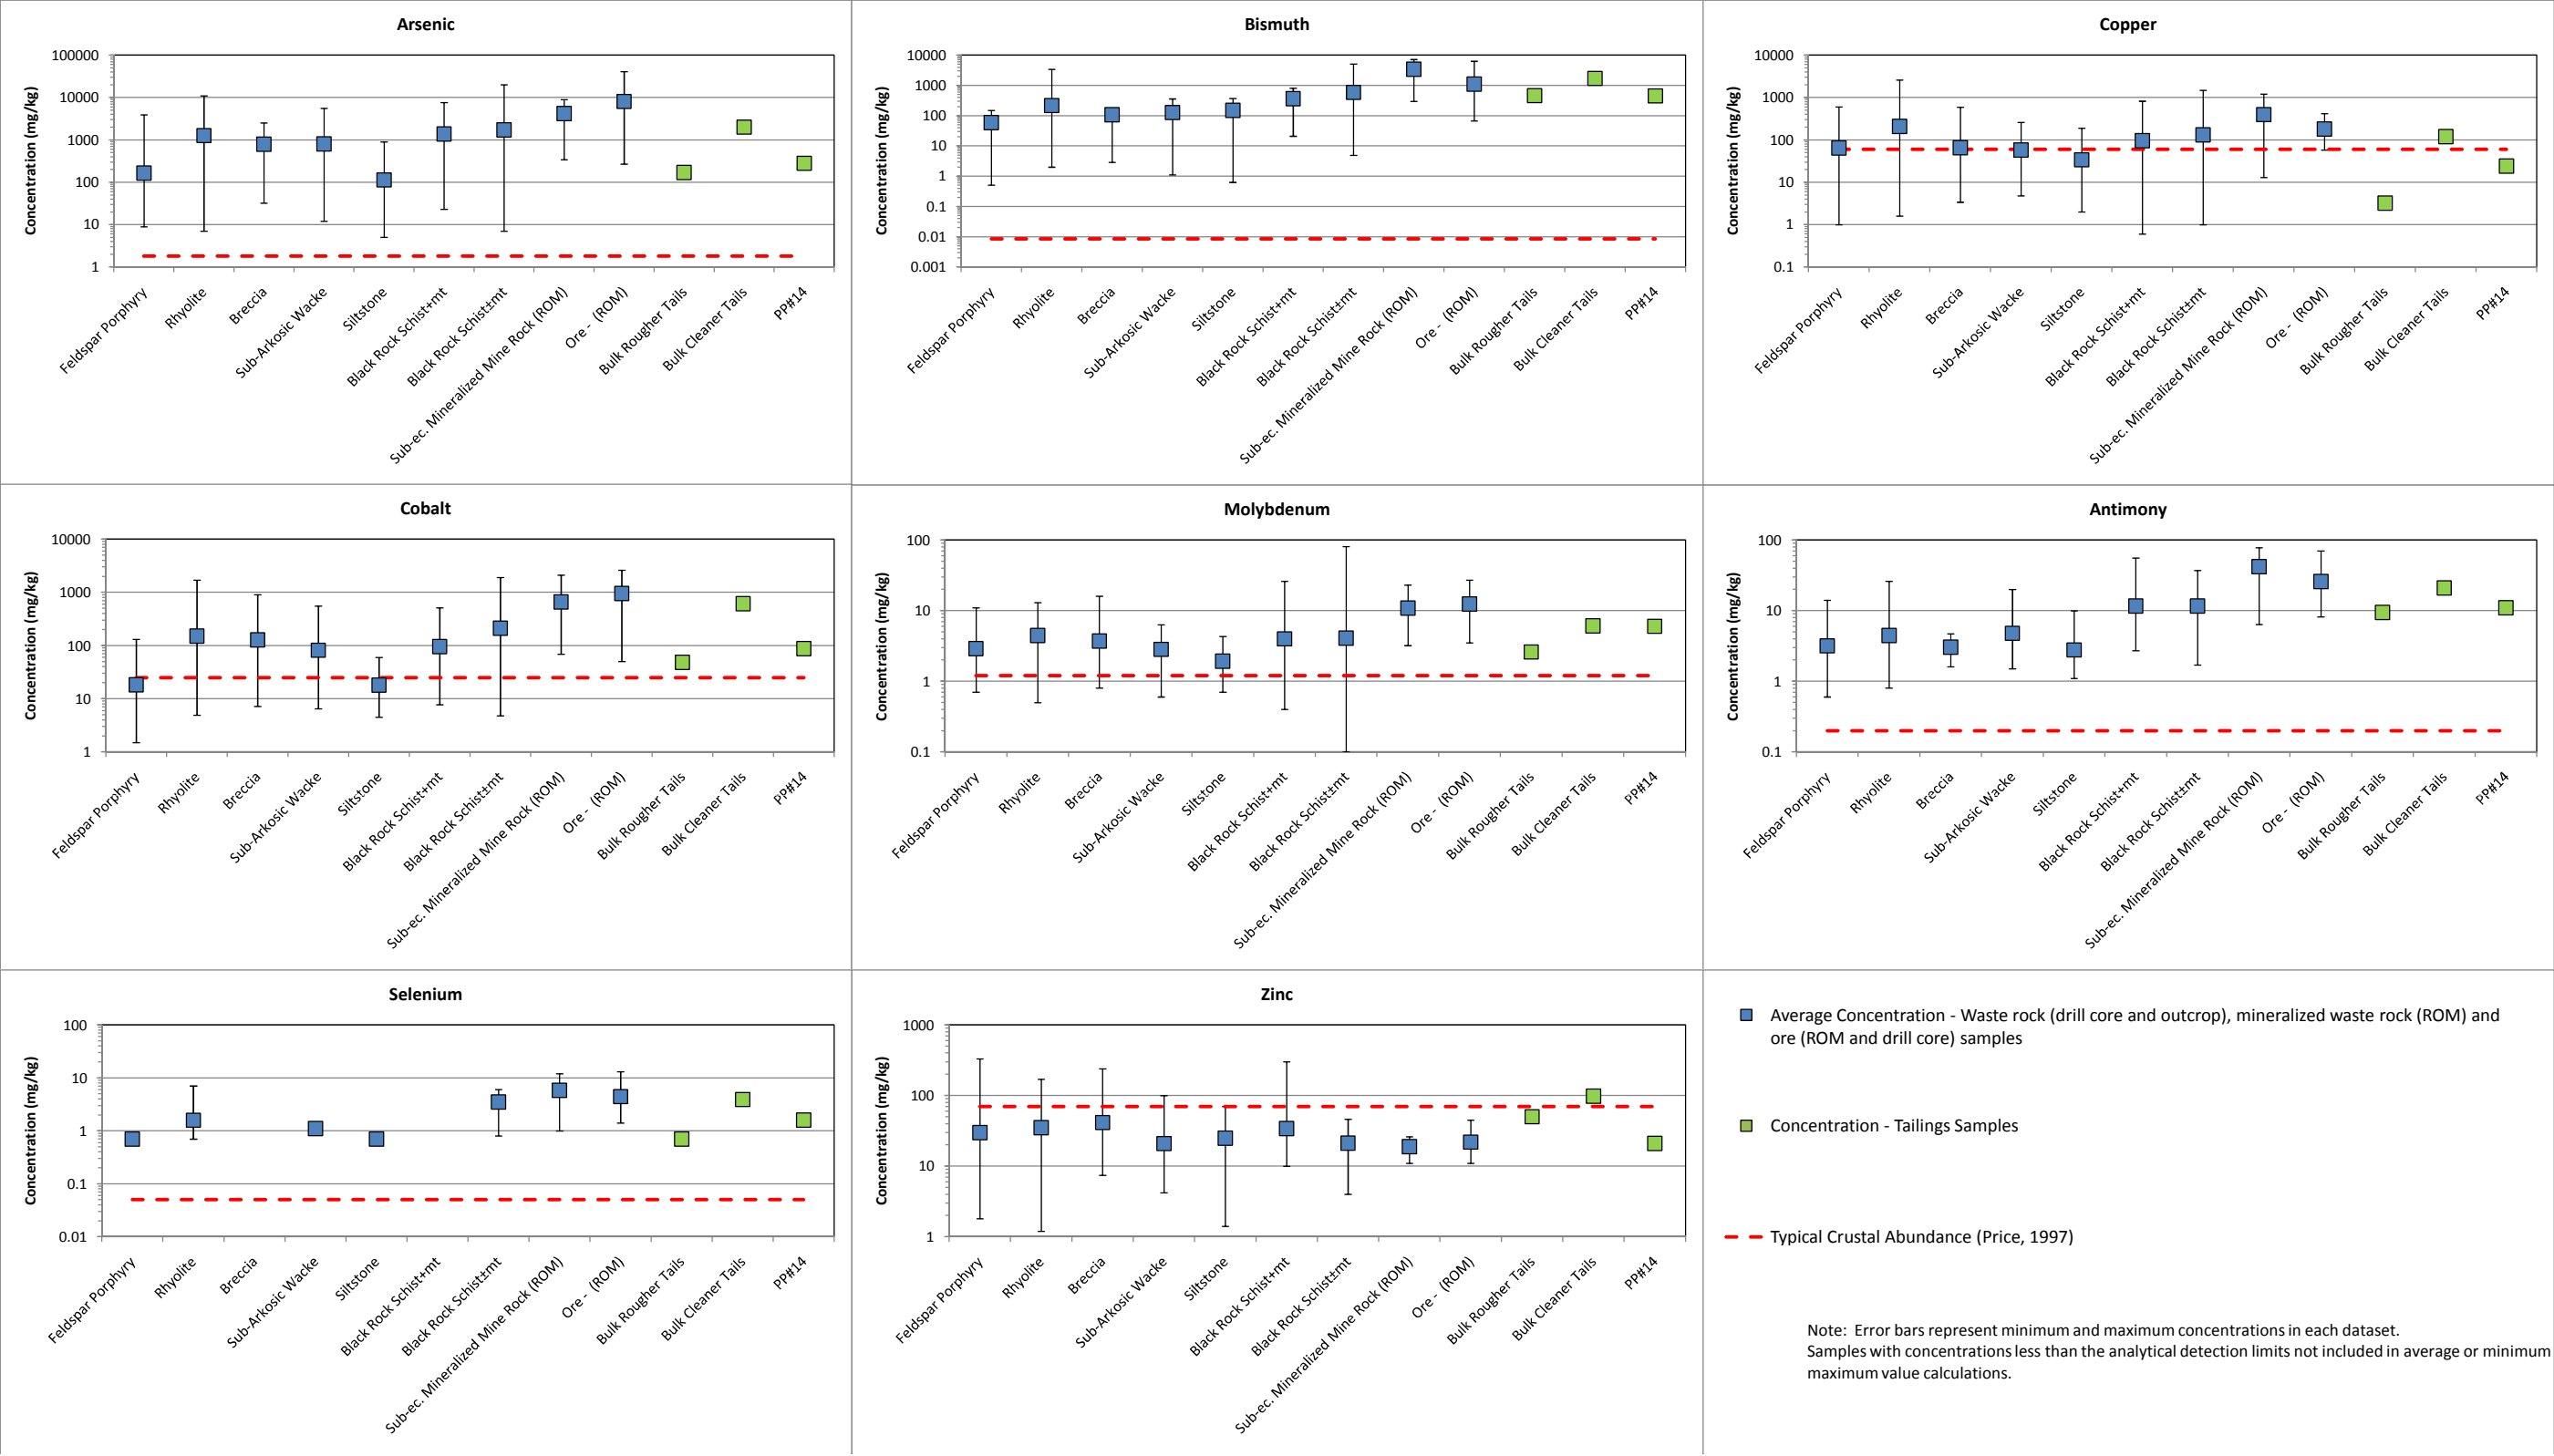 Arsenic
Concentration (mg/kg)
100000
10000
1000
100
10
1
Feldspar Porphyry
Rhyolite
Breccia
Sub-Arkosic Wacke
Siltstone
Black Rock Schist+mt
Black Rock Schist±mt
Sub-ec. Mineralized Mine Rock (ROM)
Ore - (ROM)
Bulk Rougher Tails
Bulk Cleaner Tails
PP#14
Bismuth
Concentration (mg/kg)
10000
1000
100
10
1
0.1
0.01
0.001
Feldspar Porphyry
Rhyolite
Breccia
Sub-Arkosic Wacke
Siltstone
Black Rock Schist+mt
Black Rock Schist±mt
Sub-ec. Mineralized Mine Rock (ROM)
Ore - (ROM)
Bulk Rougher Tails
Bulk Cleaner Tails
PP#14
Copper
Concentration (mg/kg)
10000
1000
100
10
1
0.1
Feldspar Porphyry
Rhyolite
Breccia
Sub-Arkosic Wacke
Siltstone
Black Rock Schist+mt
Black Rock Schist±mt
Sub-ec. Mineralized Mine Rock (ROM)
Ore - (ROM)
Bulk Rougher Tails
Bulk Cleaner Tails
PP#14
Cobalt
Concentration (mg/kg)
10000
1000
100
10
1
Feldspar Porphyry
Rhyolite
Breccia
Sub-Arkosic Wacke
Siltstone
Black Rock Schist+mt
Black Rock Schist±mt
Sub-ec. Mineralized Mine Rock (ROM)
Ore - (ROM)
Bulk Rougher Tails
Bulk Cleaner Tails
PP#14
Molybdenum
Concentration (mg/kg)
100
10
1
0.1
Feldspar Porphyry
Rhyolite
Breccia
Sub-Arkosic Wacke
Siltstone
Black Rock Schist+mt
Black Rock Schist±mt
Sub-ec. Mineralized Mine Rock (ROM)
Ore - (ROM)
Bulk Rougher Tails
Bulk Cleaner Tails
PP#14
Antimony
Concentration (mg/kg)
100
10
1
0.1
Feldspar Porphyry
Rhyolite
Breccia
Sub-Arkosic Wacke
Siltstone
Black Rock Schist+mt
Black Rock Schist±mt
Sub-ec. Mineralized Mine Rock (ROM)
Ore - (ROM)
Bulk Rougher Tails
Bulk Cleaner Tails
PP#14
Selenium
Concentration (mg/kg)
100
10
1
0.1
0.01
Feldspar Porphyry
Rhyolite
Breccia
Sub-Arkosic Wacke
Siltstone
Black Rock Schist+mt
Black Rock Schist±mt
Sub-ec. Mineralized Mine Rock (ROM)
Ore - (ROM)
Bulk Rougher Tails
Bulk Cleaner Tails
PP#14
Zinc
Concentration (mg/kg)
1000
100
10
1
Feldspar Porphyry
Rhyolite
Breccia
Sub-Arkosic Wacke
Siltstone
Black Rock Schist+mt
Black Rock Schist±mt
Sub-ec. Mineralized Mine Rock (ROM)
Ore - (ROM)
Bulk Rougher Tails
Bulk Cleaner Tails
PP#14
Average Concentration - Waste rock (drill core and outcrop), mineralized waste rock (ROM) and
ore (ROM and drill core) samples
Concentration - Tailings Samples
Typical Crustal Abundance (Price, 1997)
Note: Error bars represent minimum and maximum concentrations in each dataset.
Samples with concentrations less than the analytical detection limits not included in average or minimum
maximum value calculations.